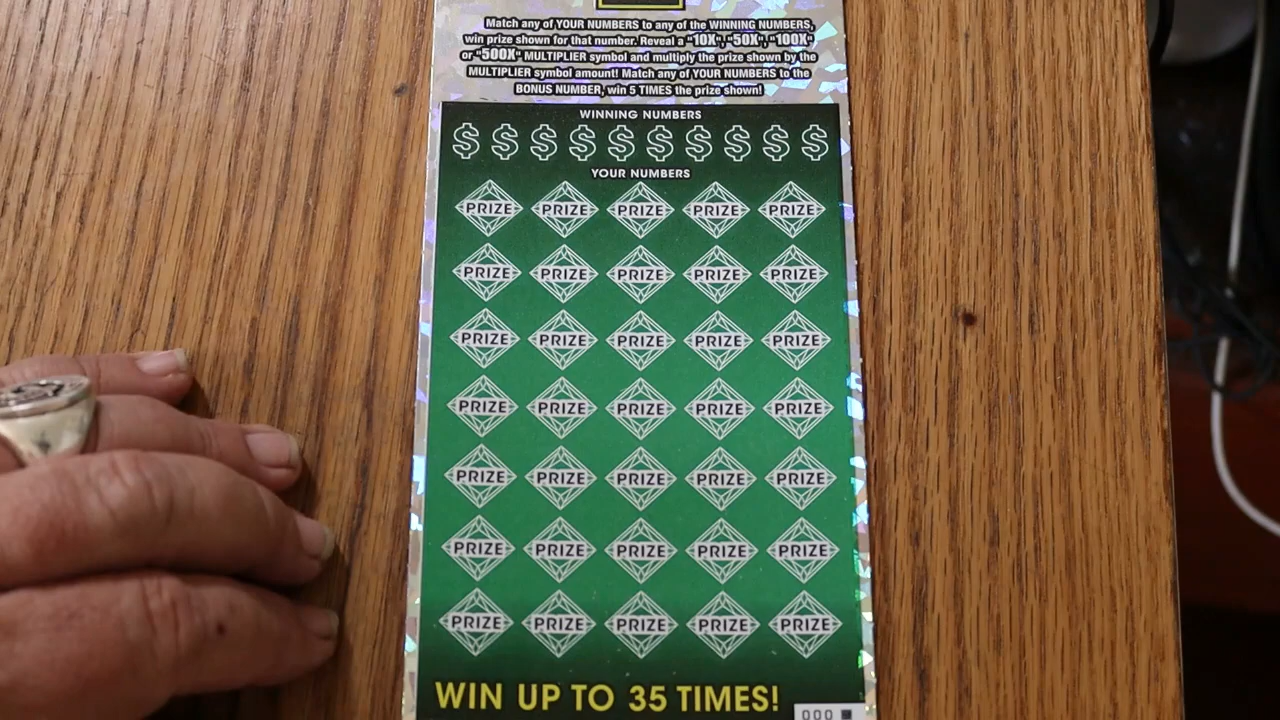 Match any of YOUR NUMBERS to any of the WINNING NUMBERS,
win prize shown for that number. Reveal a "10X", "50X", "100X"
or "500X" MULTIPLIER symbol and multiply the prize shown by the
MULTIPLIER symbol amount! Match any of YOUR NUMBERS to the
BONUS NUMBER, win 5 TIMES the prize shown!
WINNING NUMBERS
$ $ $ $ $ $ $ $ $ $
YOUR NUMBERS
PRIZE PRIZE PRIZE PRIZE PRIZE
PRIZE PRIZE PRIZE PRIZE PRIZE
PRIZE PRIZE PRIZE PRIZE PRIZE
PRIZE PRIZE PRIZE PRIZE PRIZE
PRIZE PRIZE PRIZE PRIZE PRIZE
PRIZE PRIZE PRIZE PRIZE PRIZE
PRIZE PRIZE PRIZE PRIZE PRIZE
WIN UP TO 35 TIMES!
000